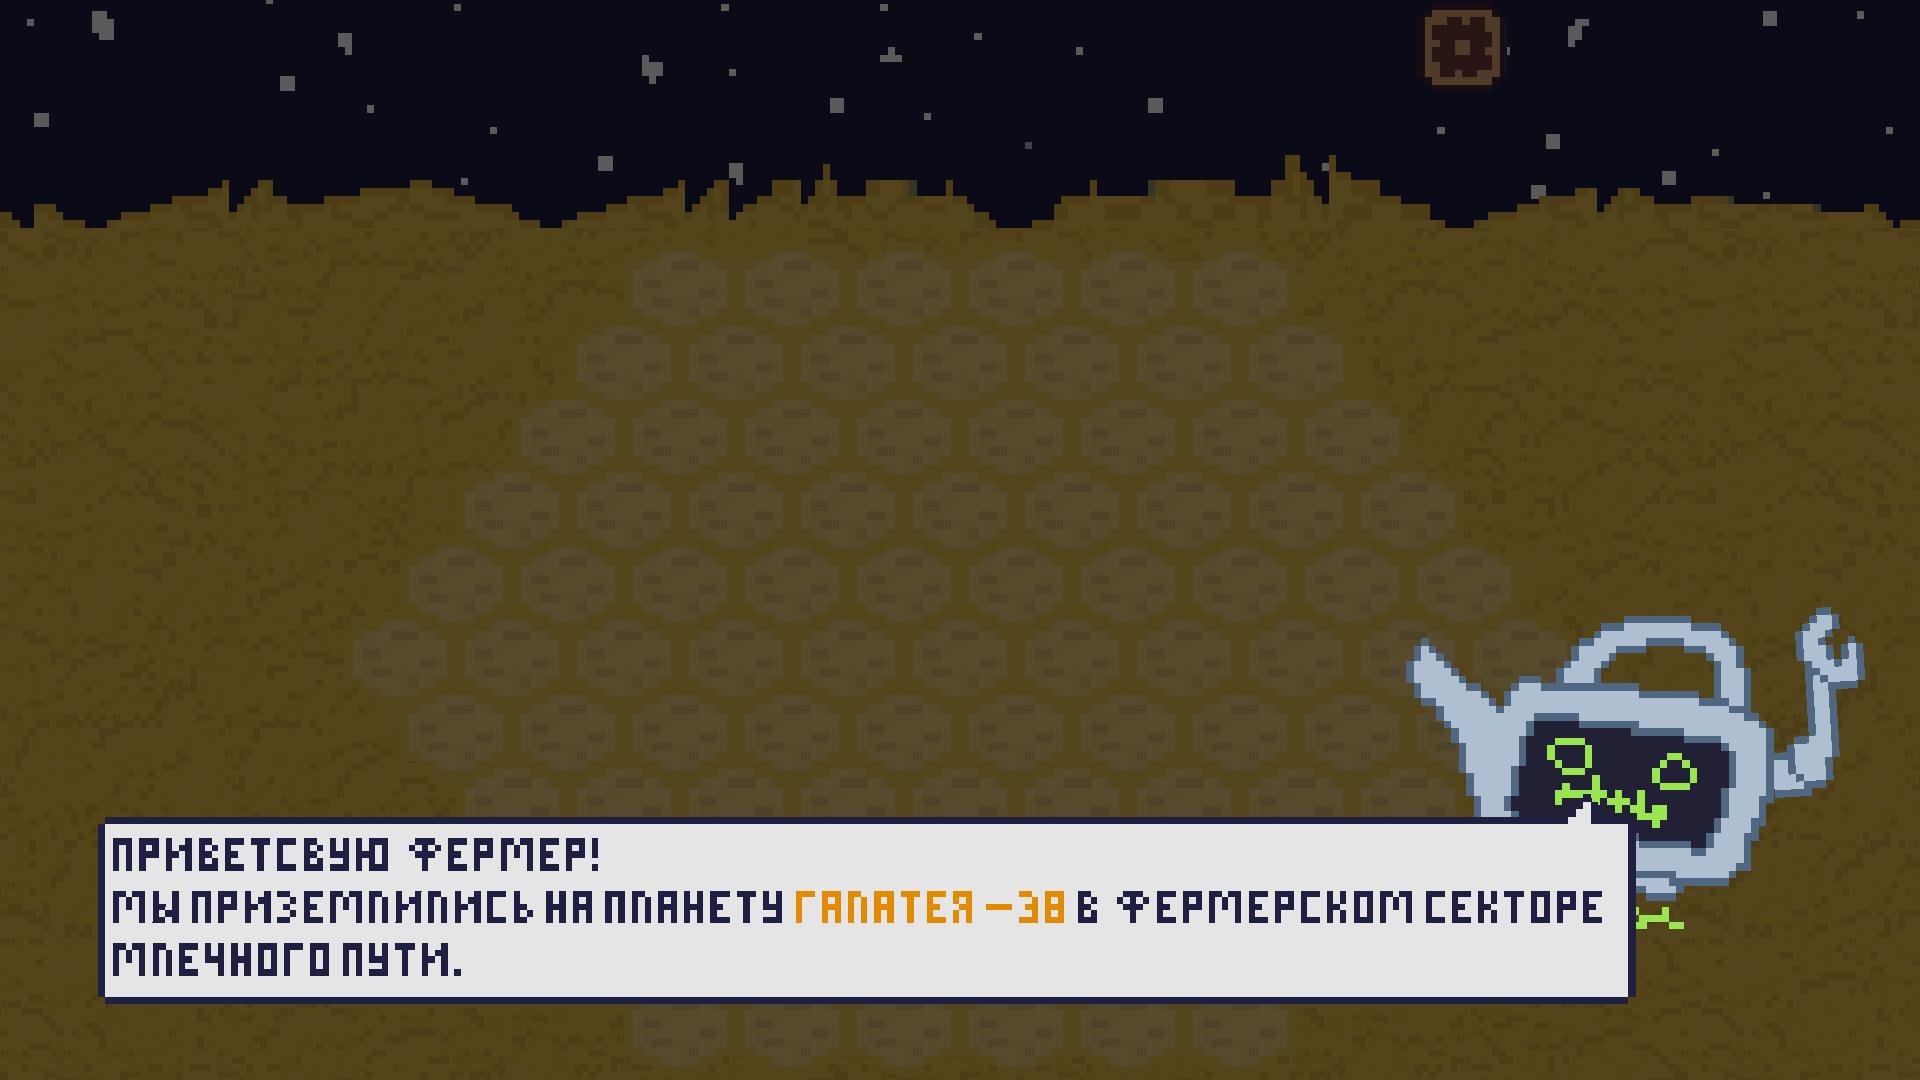 ПРИВЕТСВУЮ ФЕРМЕР!
МЫ ПРИЗЕМЛИЛИСЬ НА ПЛАНЕТУ ГАЛАТЕЯ -38 В ФЕРМЕРСКОМ СЕКТОРЕ
МЛЕЧНОГО ПУТИ.